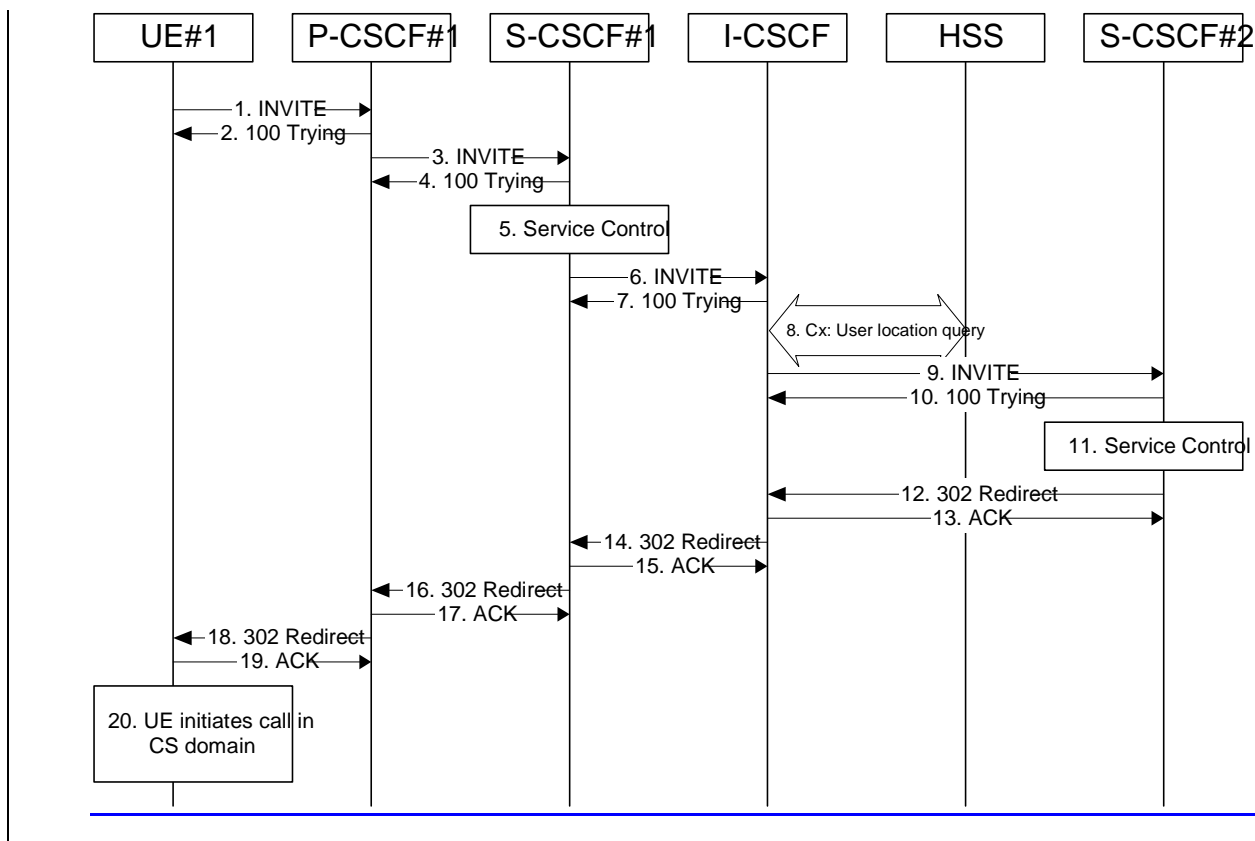 UE#1
P-CSCF#1
S-CSCF#1
I-CSCF
HSS
S-CSCF#2
1. INVITE
2. 100 Trying
3. INVITE
4. 100 Trying
5. Service Control
6. INVITE
7. 100 Trying
8. Cx: User location query
9. INVITE
10. 100 Trying
11. Service Control
12. 302 Redirect
13. ACK
14. 302 Redirect
15. ACK
16. 302 Redirect
17. ACK
18. 302 Redirect
19. ACK
20. UE initiates call in
CS domain